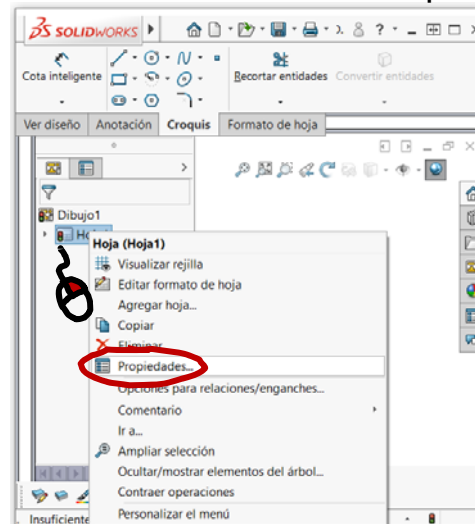 SOLIDWORKS
Cota inteligente
Recortar entidades
Convertir entidades
Ver diseño
Anotación
Croquis
Formato de hoja
Dibujo1
Hoja (Hoja1)
Visualizar rejilla
Editar formato de hoja
Agregar hoja...
Copiar
Eliminar
Propiedades...
Opciones para relaciones/enganches...
Comentario
Ir a...
Ampliar selección
Ocultar/mostrar elementos del árbol...
Contraer operaciones
Personalizar el menú
Insuficiente